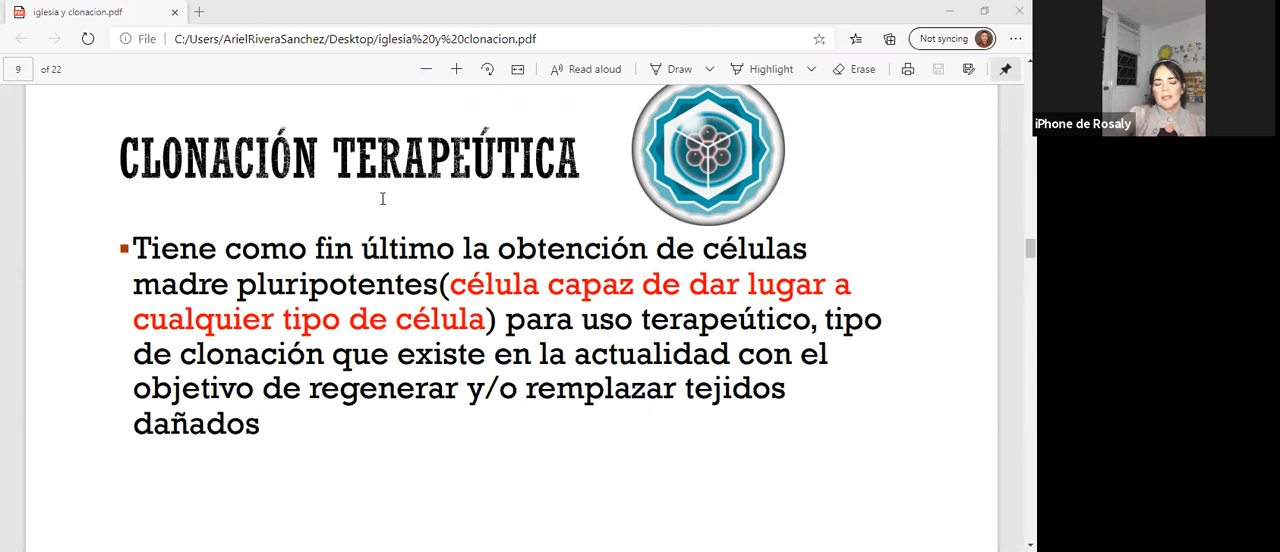 iglesia y clonacion.pdf
File
C:/Users/ArielRiveraSanchez/Desktop/iglesia%20y%20clonacion.pdf
Not syncing
9 of 22
Read aloud
Draw
Highlight
Erase
iPhone de Rosaly
CLONACIÓN TERAPEÚTICA
Tiene como fin último la obtención de células
madre pluripotentes(célula capaz de dar lugar a
cualquier tipo de célula) para uso terapeútico, tipo
de clonación que existe en la actualidad con el
objetivo de regenerar y/o remplazar tejidos
dañados